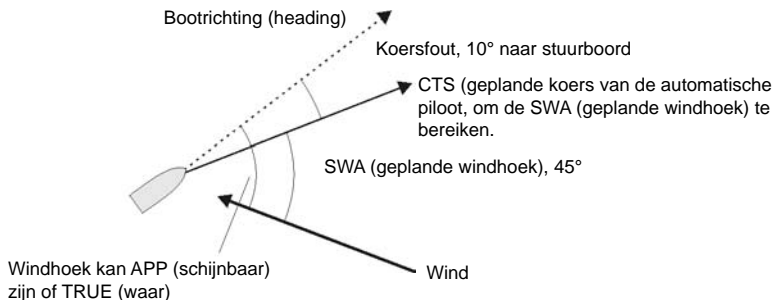 Bootrichting (heading)
Koersfout, 10° naar stuurboord
CTS (geplande koers van de automatische
piloot, om de SWA (geplande windhoek) te
bereiken.
SWA (geplande windhoek), 45°
Windhoek kan APP (schijnbaar)
zijn of TRUE (waar)
Wind